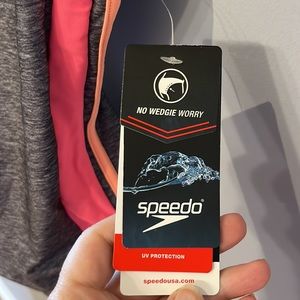 NO WEDGIE WORRY
speedo
UV PROTECTION
speedousa.com